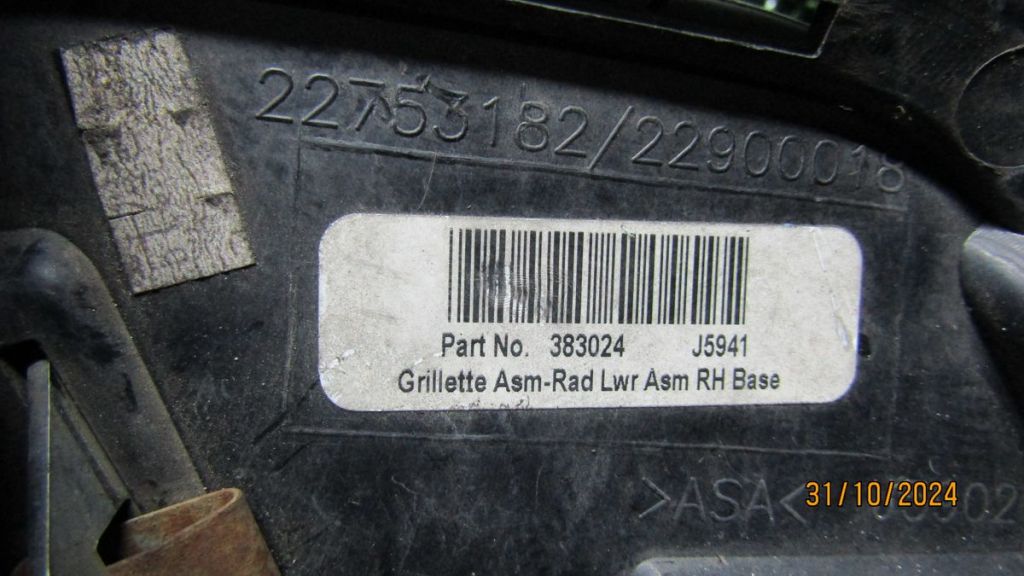 22753182/22900018
Part No. 383024 J5941
Grillette Asm-Rad Lwr Asm RH Base
>ASA<
31/10/2024